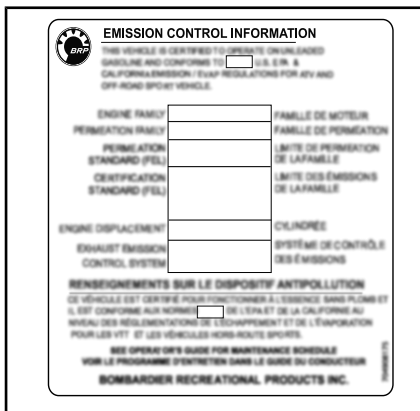 BRP
EMISSION CONTROL INFORMATION
THIS VEHICLE IS CERTIFIED TO OPERATE ON UNLEADED
GASOLINE AND CONFORMS TO U.S. EPA &
CALIFORNIA EMISSION / EVAP REGULATIONS FOR ATV AND
OFF-ROAD SPORT VEHICLE.
ENGINE FAMILY FAMILLE DE MOTEUR
PERMEATION FAMILY FAMILLE DE PERMÉATION
PERMEATION LIMITE DE PERMEATION
STANDARD (FEL) DE LA FAMILLE
CERTIFICATION LIMITE DES ÉMISSIONS
STANDARD (FEL) DE LA FAMILLE
ENGINE DISPLACEMENT CYLINDRÉE
EXHAUST EMISSION SYSTÈME DE CONTRÔLE
CONTROL SYSTEM DES ÉMISSIONS
RENSEIGNEMENTS SUR LE DISPOSITIF ANTIPOLLUTION
CE VÉHICULE EST CERTIFIÉ POUR FONCTIONNER À L'ESSENCE SANS PLOMB ET
IL EST CONFORME AUX NORMES DE L'EPA ET DE LA CALIFORNIE AU
NIVEAU DES RÉGLEMENTATIONS DE L'ÉCHAPPEMENT ET DE L'ÉVAPORATION
POUR LES VTT ET LES VÉHICULES HORS-ROUTE SPORTS.
SEE OPERATOR'S GUIDE FOR MAINTENANCE SCHEDULE
VOIR LE PROGRAMME D'ENTRETIEN DANS LE GUIDE DU CONDUCTEUR
BOMBARDIER RECREATIONAL PRODUCTS INC.